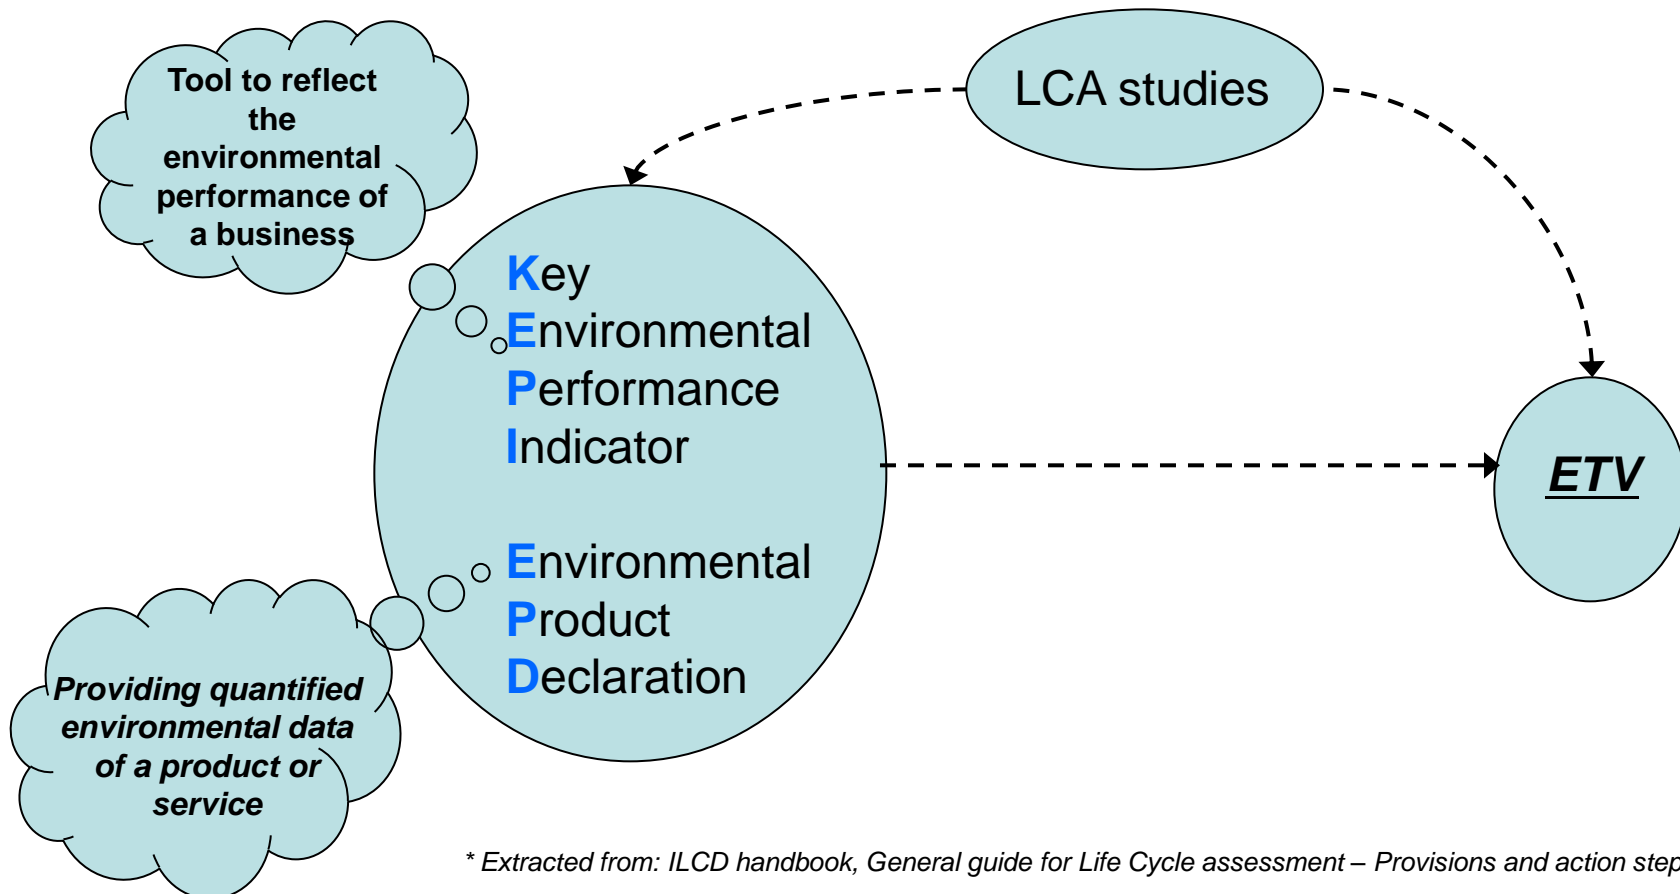 Tool to reflect
the
environmental
performance of
a business
LCA studies
Key
Environmental
Performance
Indicator
ETV
Environmental
Product
Declaration
Providing quantified
environmental data
of a product or
service
* Extracted from: ILCD handbook, General guide for Life Cycle assessment – Provisions and action step